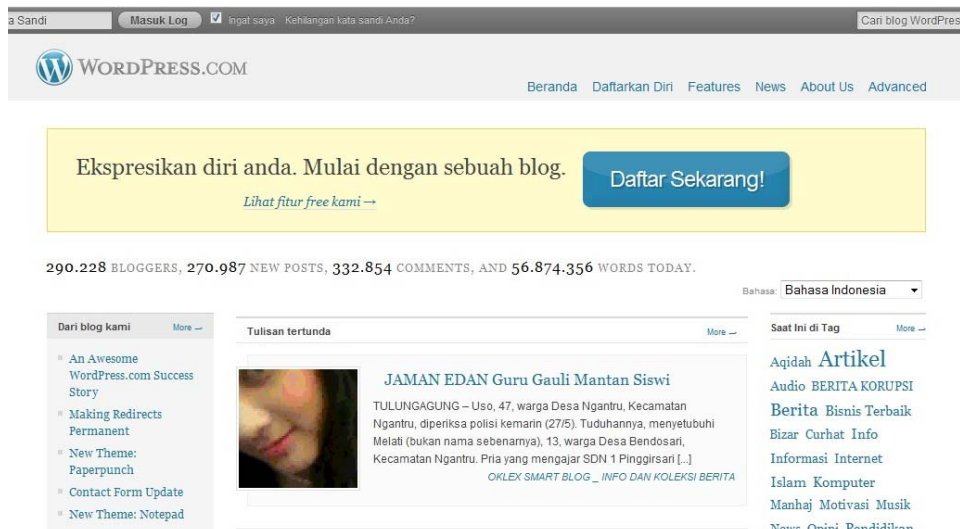 a Sandi Masuk Log Ingat saya Kehilangan kata sandi Anda? Cari blog WordPres
WORDPRESS.COM
Beranda Daftarkan Diri Features News About Us Advanced
Ekspresikan diri anda. Mulai dengan sebuah blog.
Daftar Sekarang!
Lihat fitur free kami →
290.228 BLOGGERS, 270.987 NEW POSTS, 332.854 COMMENTS, AND 56.874.356 WORDS TODAY.
Bahasa: Bahasa Indonesia
Dari blog kami More →
An Awesome
WordPress.com Success
Story
Making Redirects
Permanent
New Theme:
Paperpunch
Contact Form Update
New Theme: Notepad
Tulisan tertunda More →
JAMAN EDAN Guru Gauli Mantan Siswi
TULUNGAGUNG – Uso, 47, warga Desa Ngantru, Kecamatan
Ngantru, diperiksa polisi kemarin (27/5). Tuduhannya, menyetubuhi
Melati (bukan nama sebenarnya), 13, warga Desa Bendosari,
Kecamatan Ngantru. Pria yang mengajar SDN 1 Pinggirsari [...]
OKLEX SMART BLOG _ INFO DAN KOLEKSI BERITA
Saat Ini di Tag More →
Aqidah Artikel
Audio BERITA KORUPSI
Berita Bisnis Terbaik
Bizar Curhat Info
Informasi Internet
Islam Komputer
Manhaj Motivasi Musik
News Opini Pendidikan